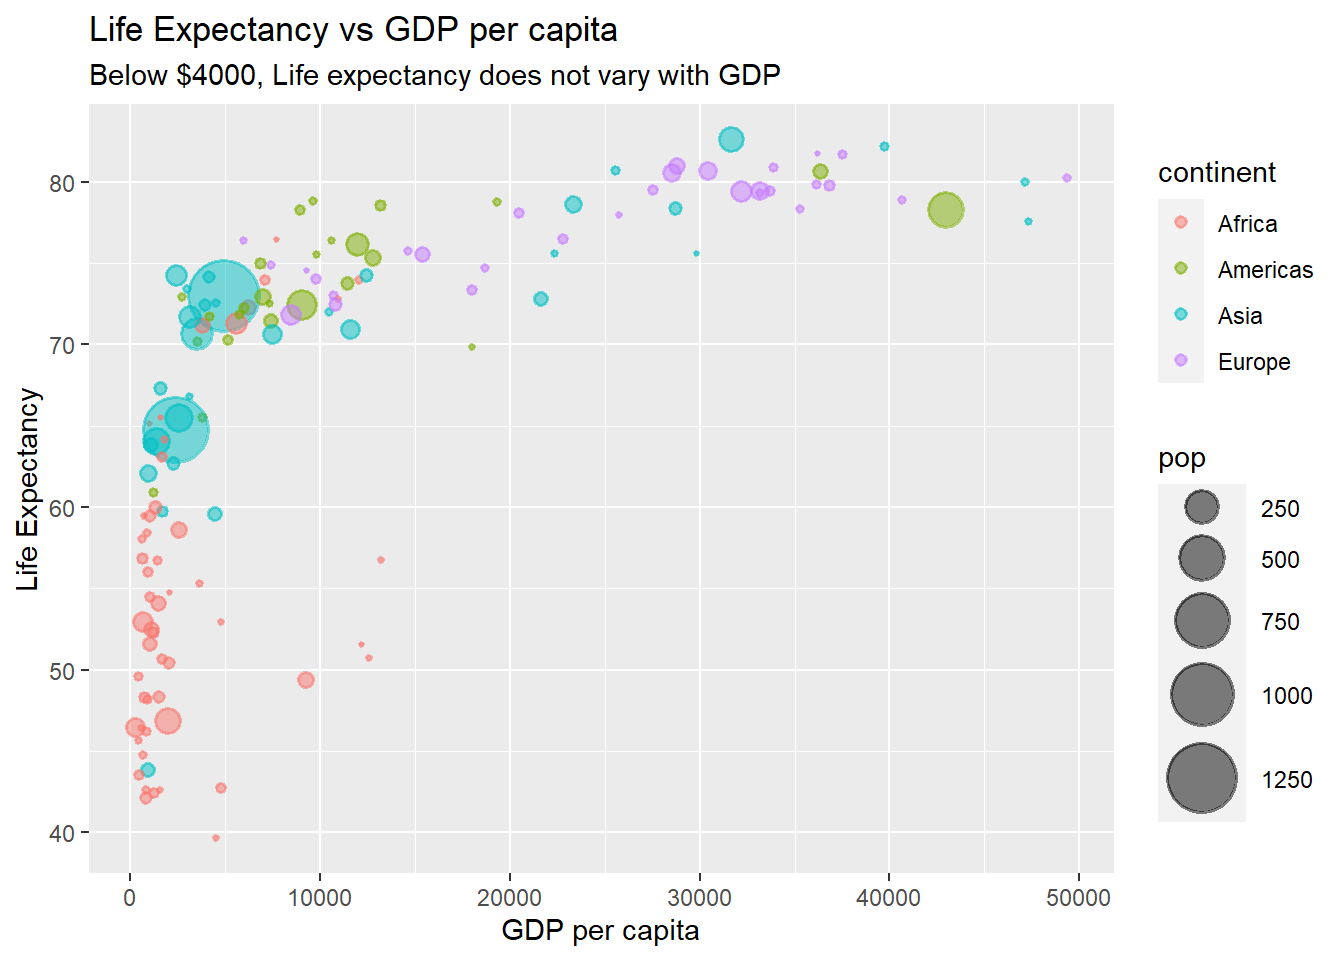 Life Expectancy vs GDP per capita
Below $4000, Life expectancy does not vary with GDP
Life Expectancy
80
70
60
50
40
0 10000 20000 30000 40000 50000
GDP per capita
continent
Africa
Americas
Asia
Europe
pop
250
500
750
1000
1250